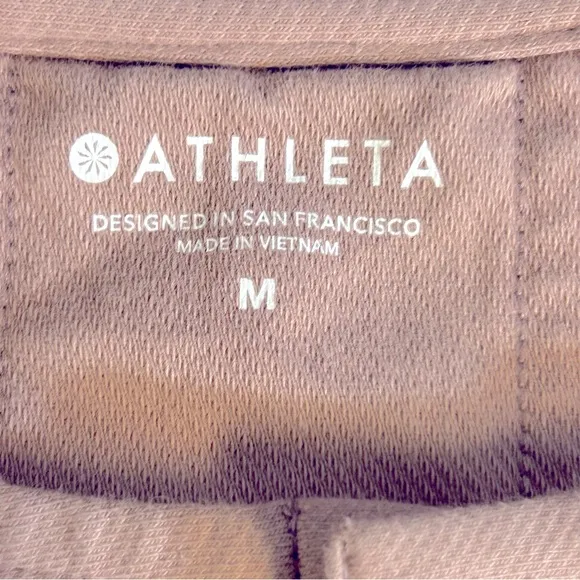 ATHLETA
DESIGNED IN SAN FRANCISCO
MADE IN VIETNAM
M